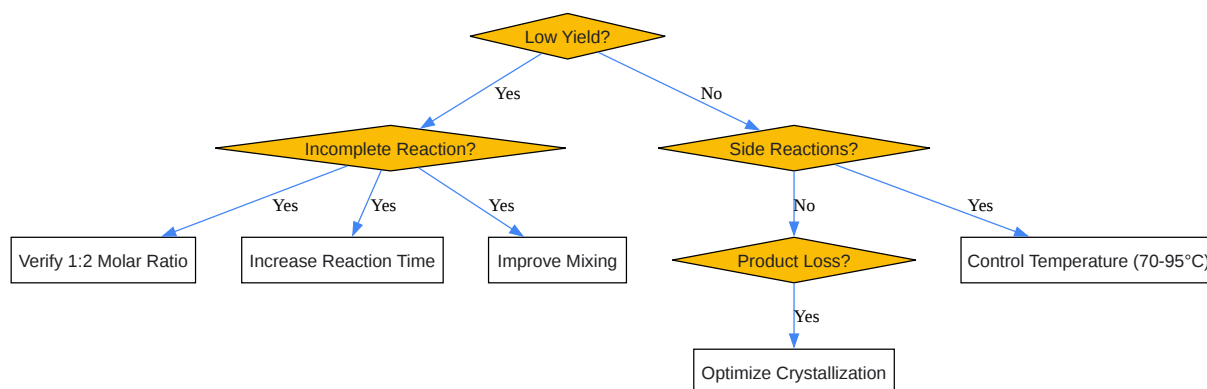 Low Yield?
Yes
No
Incomplete Reaction?
Side Reactions?
Yes
Yes
Yes
No
Yes
Verify 1:2 Molar Ratio
Increase Reaction Time
Improve Mixing
Product Loss?
Control Temperature (70-95°C)
Yes
Optimize Crystallization